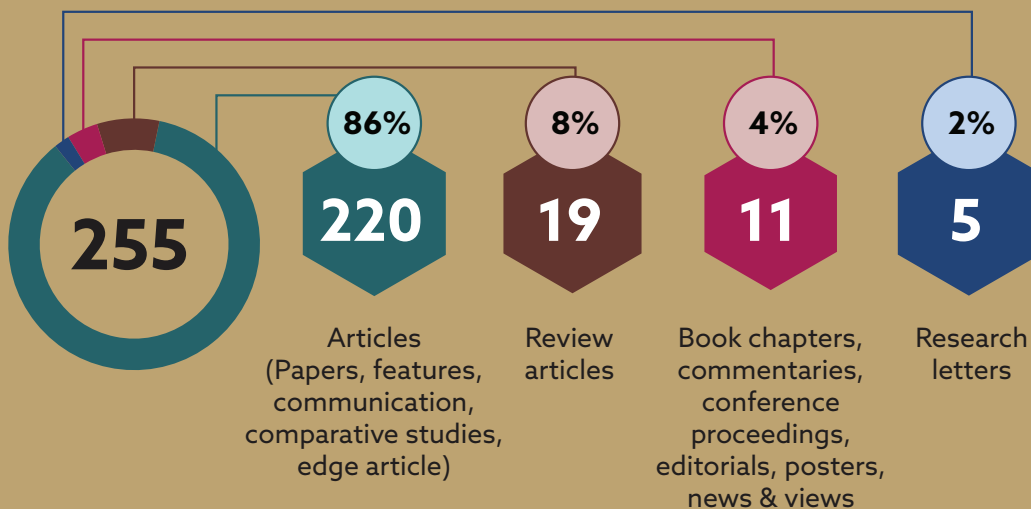 255
86%
220
Articles
(Papers, features,
communication,
comparative studies,
edge article)
8%
19
Review
articles
4%
11
Book chapters,
commentaries,
conference
proceedings,
editorials, posters,
news & views
2%
5
Research
letters